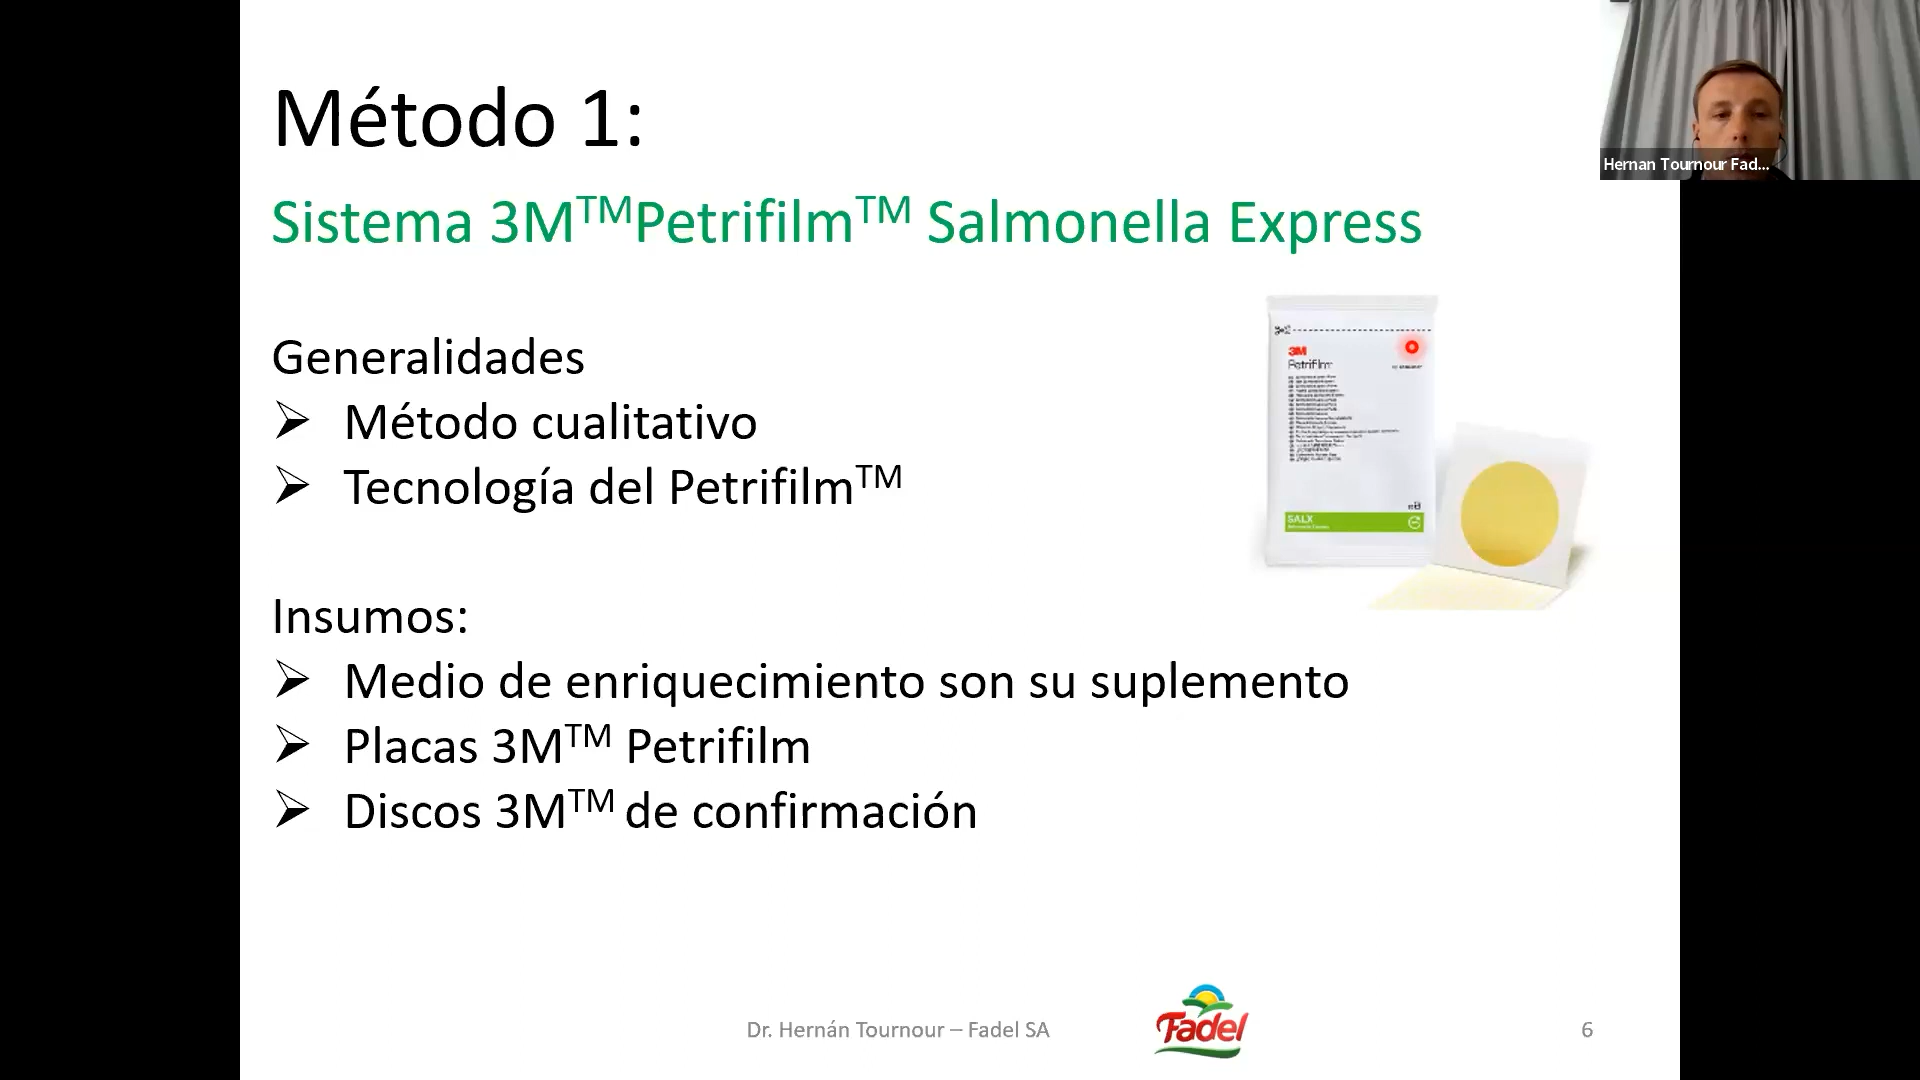 Método 1:
Sistema 3M™Petrifilm™ Salmonella Express
Hernan Tournour Fad...
Generalidades
➢ Método cualitativo
➢ Tecnología del Petrifilm™
3M
Petrifilm
SALX
Insumos:
➢ Medio de enriquecimiento son su suplemento
➢ Placas 3M™ Petrifilm
➢ Discos 3M™ de confirmación
Dr. Hernán Tournour – Fadel SA
Fadel
6